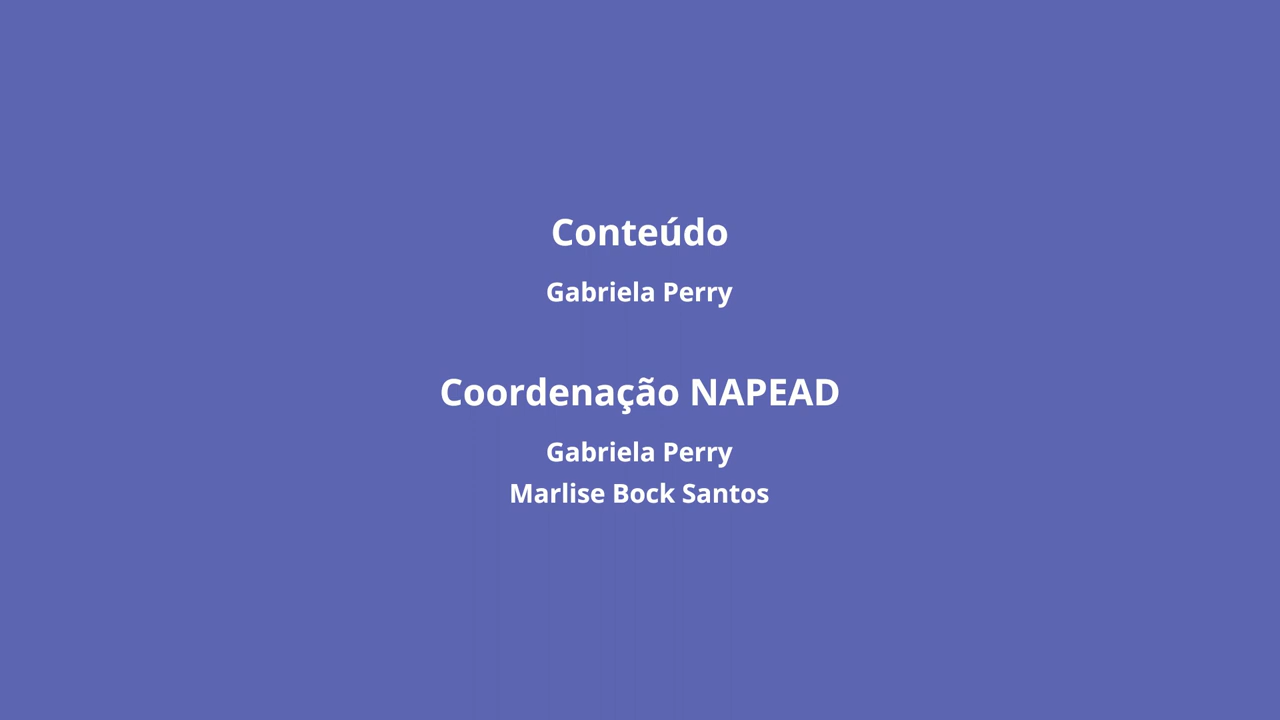 Conteúdo
Gabriela Perry
Coordenação NAPEAD
Gabriela Perry
Marlise Bock Santos